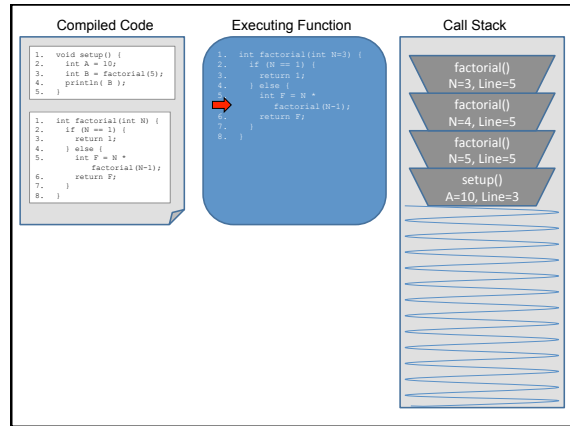 Compiled Code
1. void setup() {
2. int A = 10;
3. int B = factorial(5);
4. println( B );
5. }
1. int factorial(int N) {
2. if (N == 1) {
3. return 1;
4. } else {
5. int F = N *
factorial(N-1);
6. return F;
7. }
8. }
Executing Function
1. int factorial(int N=3) {
2. if (N == 1) {
3. return 1;
4. } else {
5. int F = N *
factorial(N-1);
6. return F;
7. }
8. }
Call Stack
factorial()
N=3, Line=5
factorial()
N=4, Line=5
factorial()
N=5, Line=5
setup()
A=10, Line=3